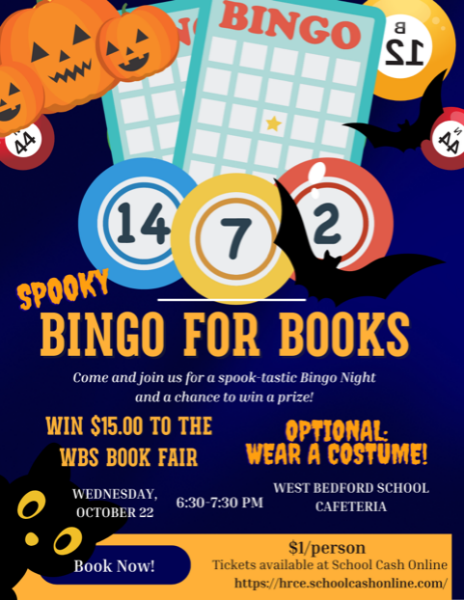 BINGO
N
B
12
44
N
44
14
7
2
SPOOKY
BINGO FOR BOOKS
Come and join us for a spook-tastic Bingo Night
and a chance to win a prize!
WIN $15.00 TO THE
WBS BOOK FAIR
OPTIONAL:
WEAR A COSTUME!
WEDNESDAY,
OCTOBER 22
6:30-7:30 PM
WEST BEDFORD SCHOOL
CAFETERIA
Book Now!
$1/person
Tickets available at School Cash Online
https://hrce.schoolcashonline.com/